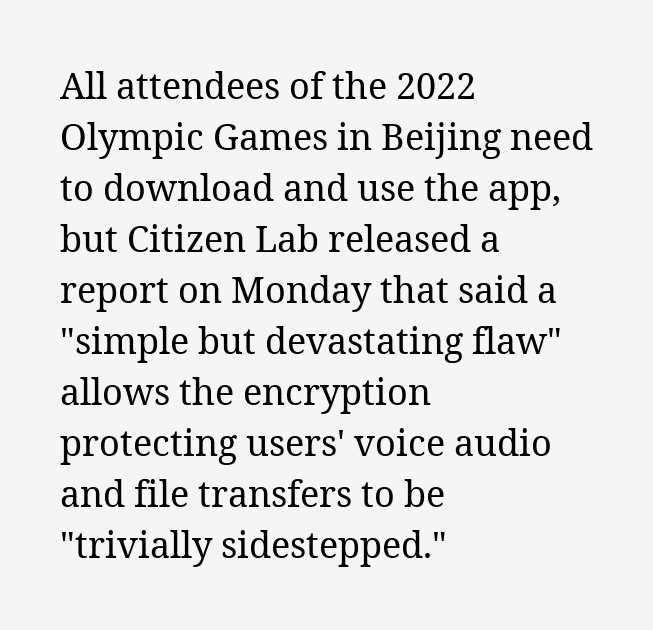 All attendees of the 2022
Olympic Games in Beijing need
to download and use the app,
but Citizen Lab released a
report on Monday that said a
"simple but devastating flaw"
allows the encryption
protecting users' voice audio
and file transfers to be
"trivially sidestepped."